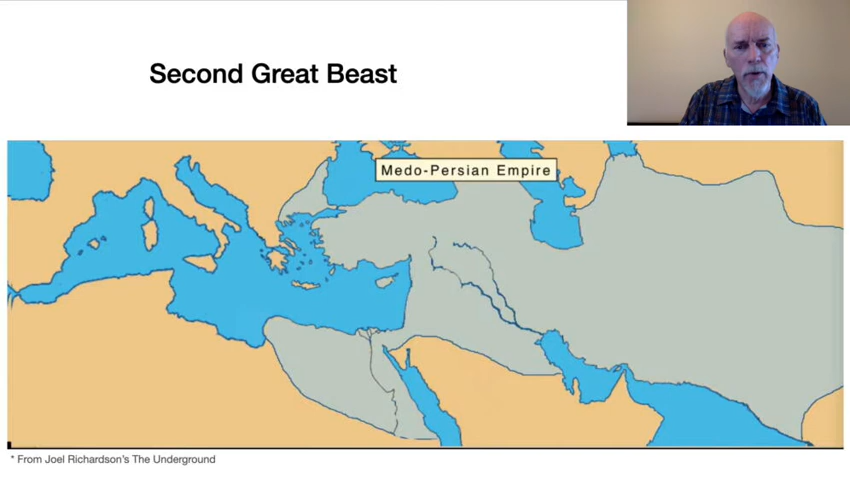 Second Great Beast
Medo-Persian Empire
* From Joel Richardson's The Underground